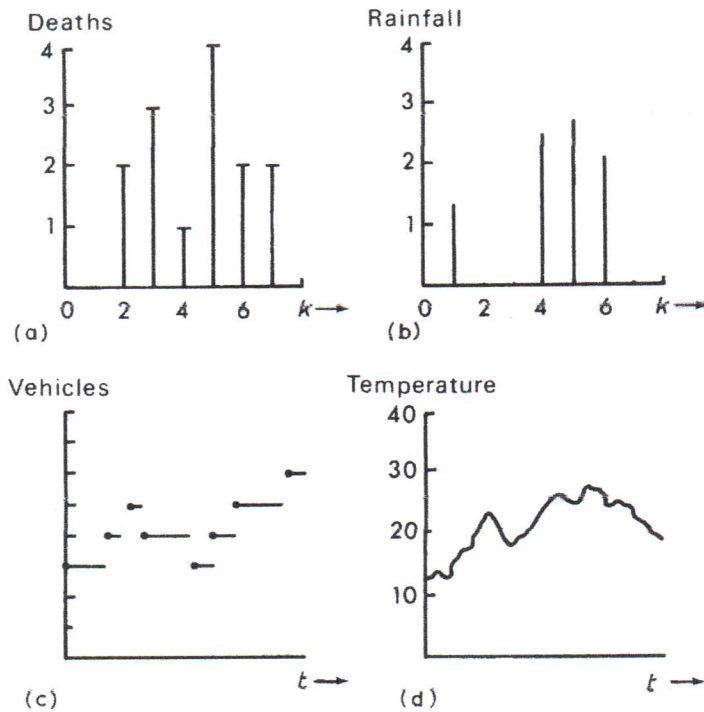 Deaths
4
3
2
1
0 2 4 6 k
(a)
Rainfall
4
3
2
1
0 2 4 6 k
(b)
Vehicles
t
(c)
Temperature
40
30
20
10
t
(d)